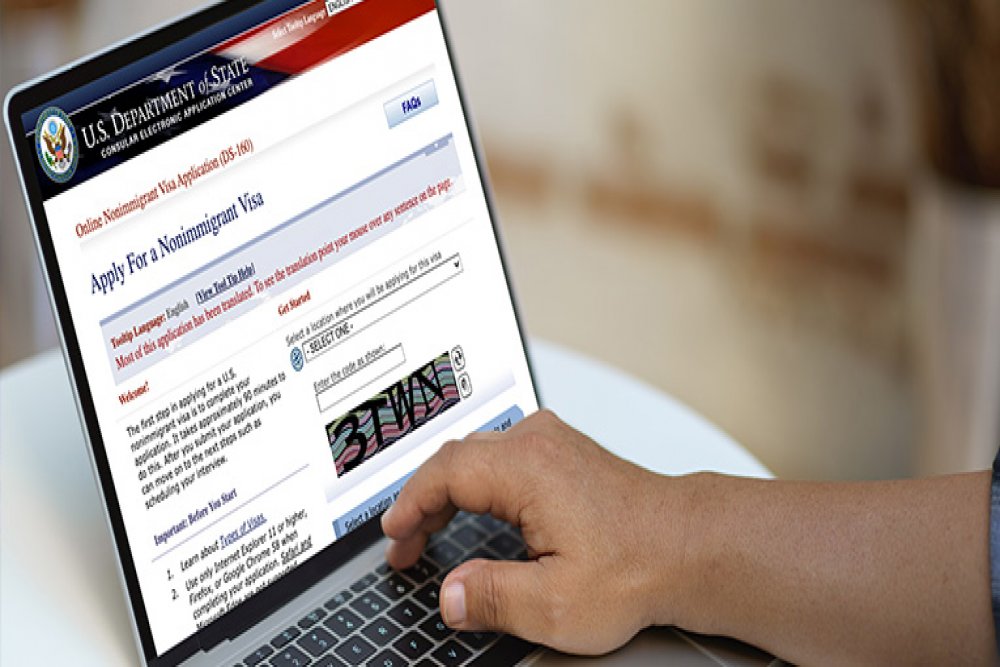 Select Tooltip Language ENGLISH
U.S. DEPARTMENT of STATE
CONSULAR ELECTRONIC APPLICATION CENTER
FAQs
Online Nonimmigrant Visa Application (DS-160)
Apply For a Nonimmigrant Visa
Tooltip Language: English [View Tool Tip Help]
Most of this application has been translated. To see the translation point your mouse over any sentence on the page.
Welcome!
The first step in applying for a U.S.
nonimmigrant visa is to complete your
application. It takes approximately 90 minutes to
do this. After you submit your application, you
can move on to the next steps such as
scheduling your interview.
Important: Before You Start
1. Learn about Types of Visas.
2. Use only Internet Explorer 11 or higher,
Firefox, or Google Chrome 58 when
completing your application. Safari and
Microsoft Edge are not supported
Get Started
Select a location where you will be applying for this visa
- SELECT ONE -
Enter the code as shown:
3TWN
Select a location and